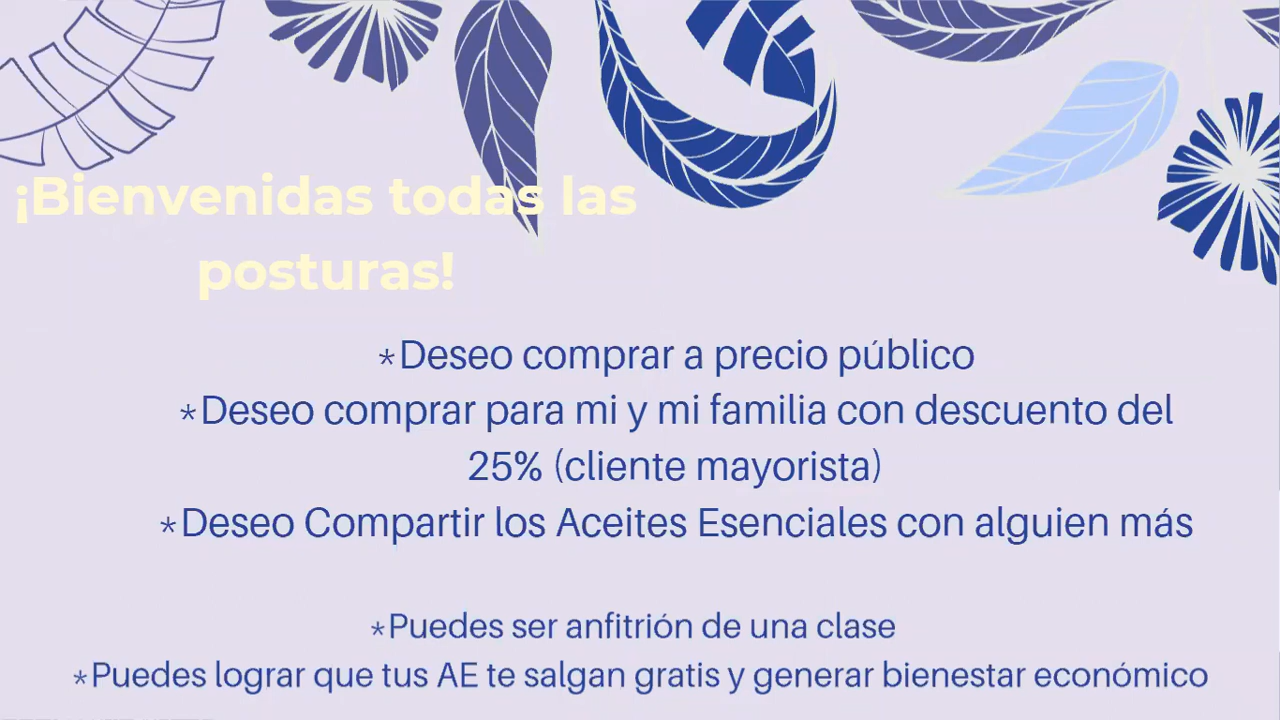 ¡Bienvenidas todas las
posturas!
*Deseo comprar a precio público
*Deseo comprar para mi y mi familia con descuento del
25% (cliente mayorista)
*Deseo Compartir los Aceites Esenciales con alguien más
*Puedes ser anfitrión de una clase
*Puedes lograr que tus AE te salgan gratis y generar bienestar económico